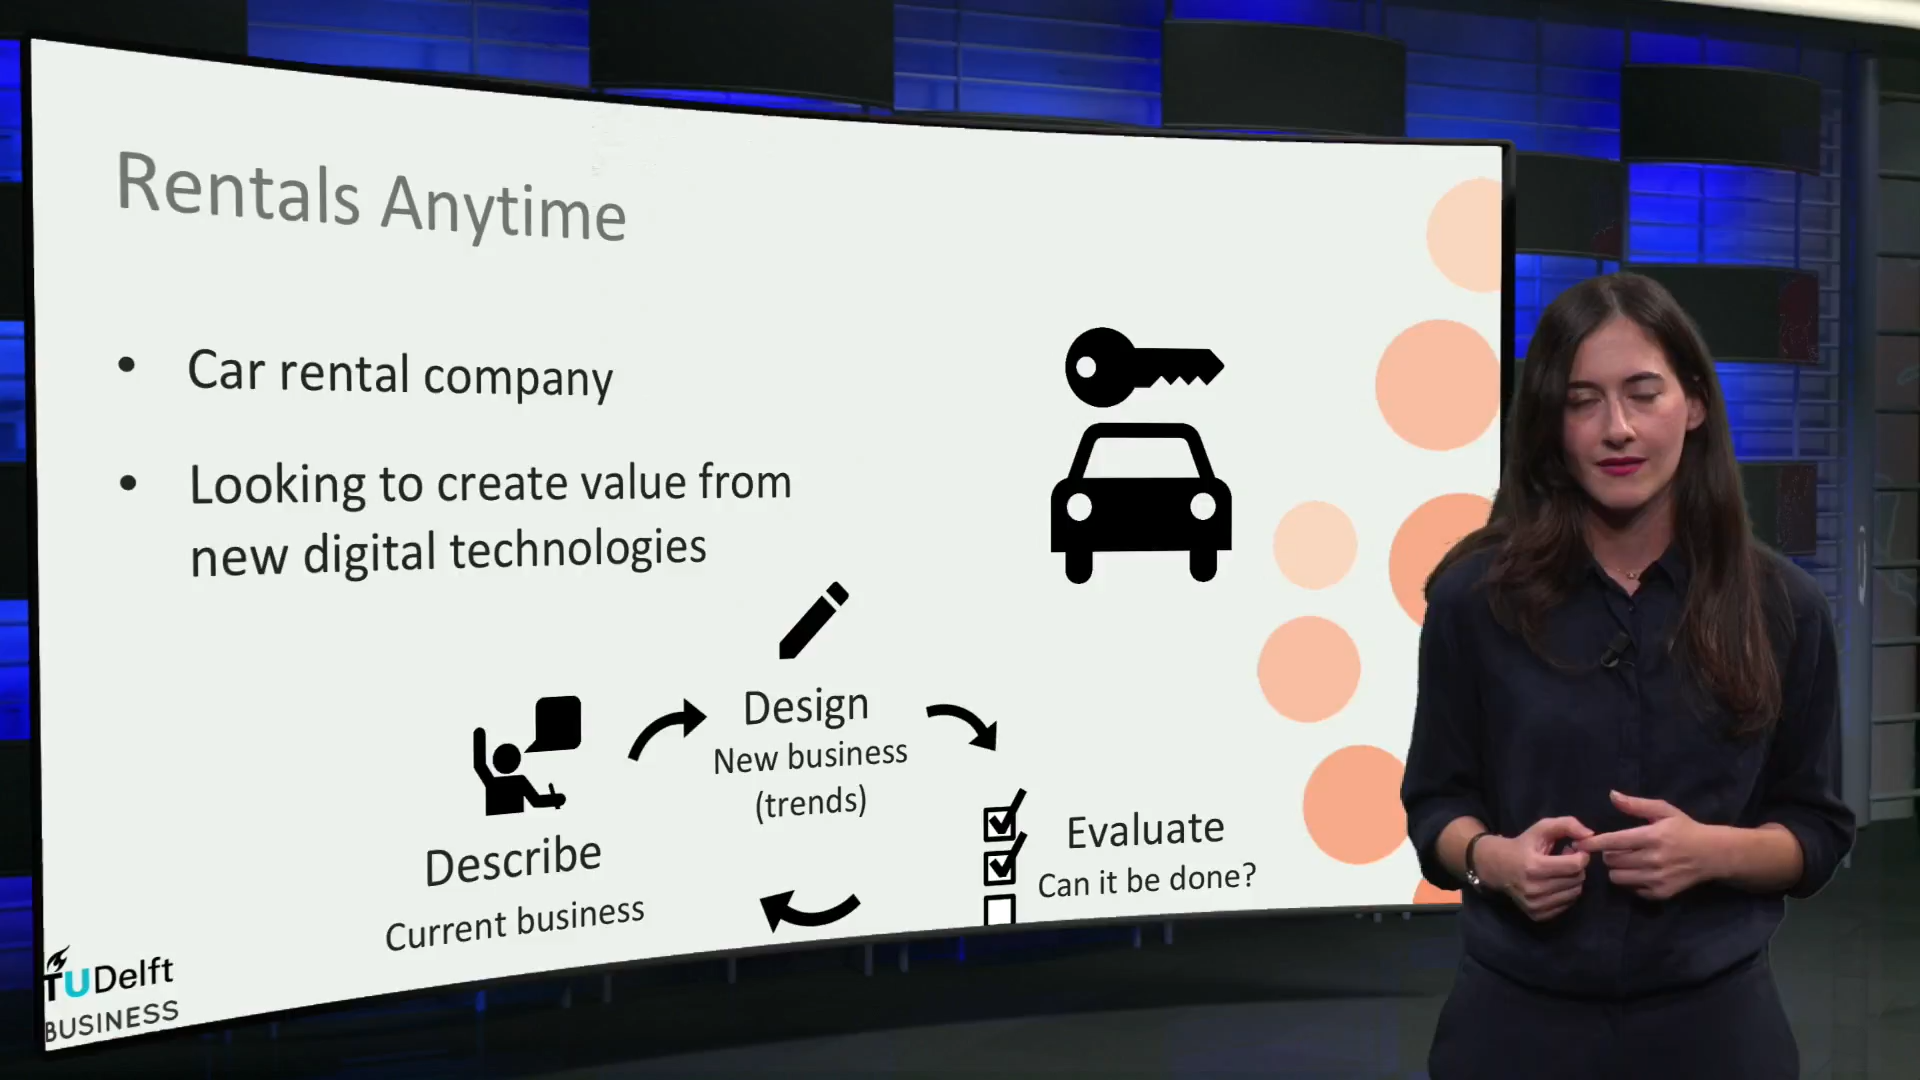 Rentals Anytime
• Car rental company
• Looking to create value from
new digital technologies
Design
New business
(trends)
Describe
Current business
Evaluate
Can it be done?
TUDelft
BUSINESS